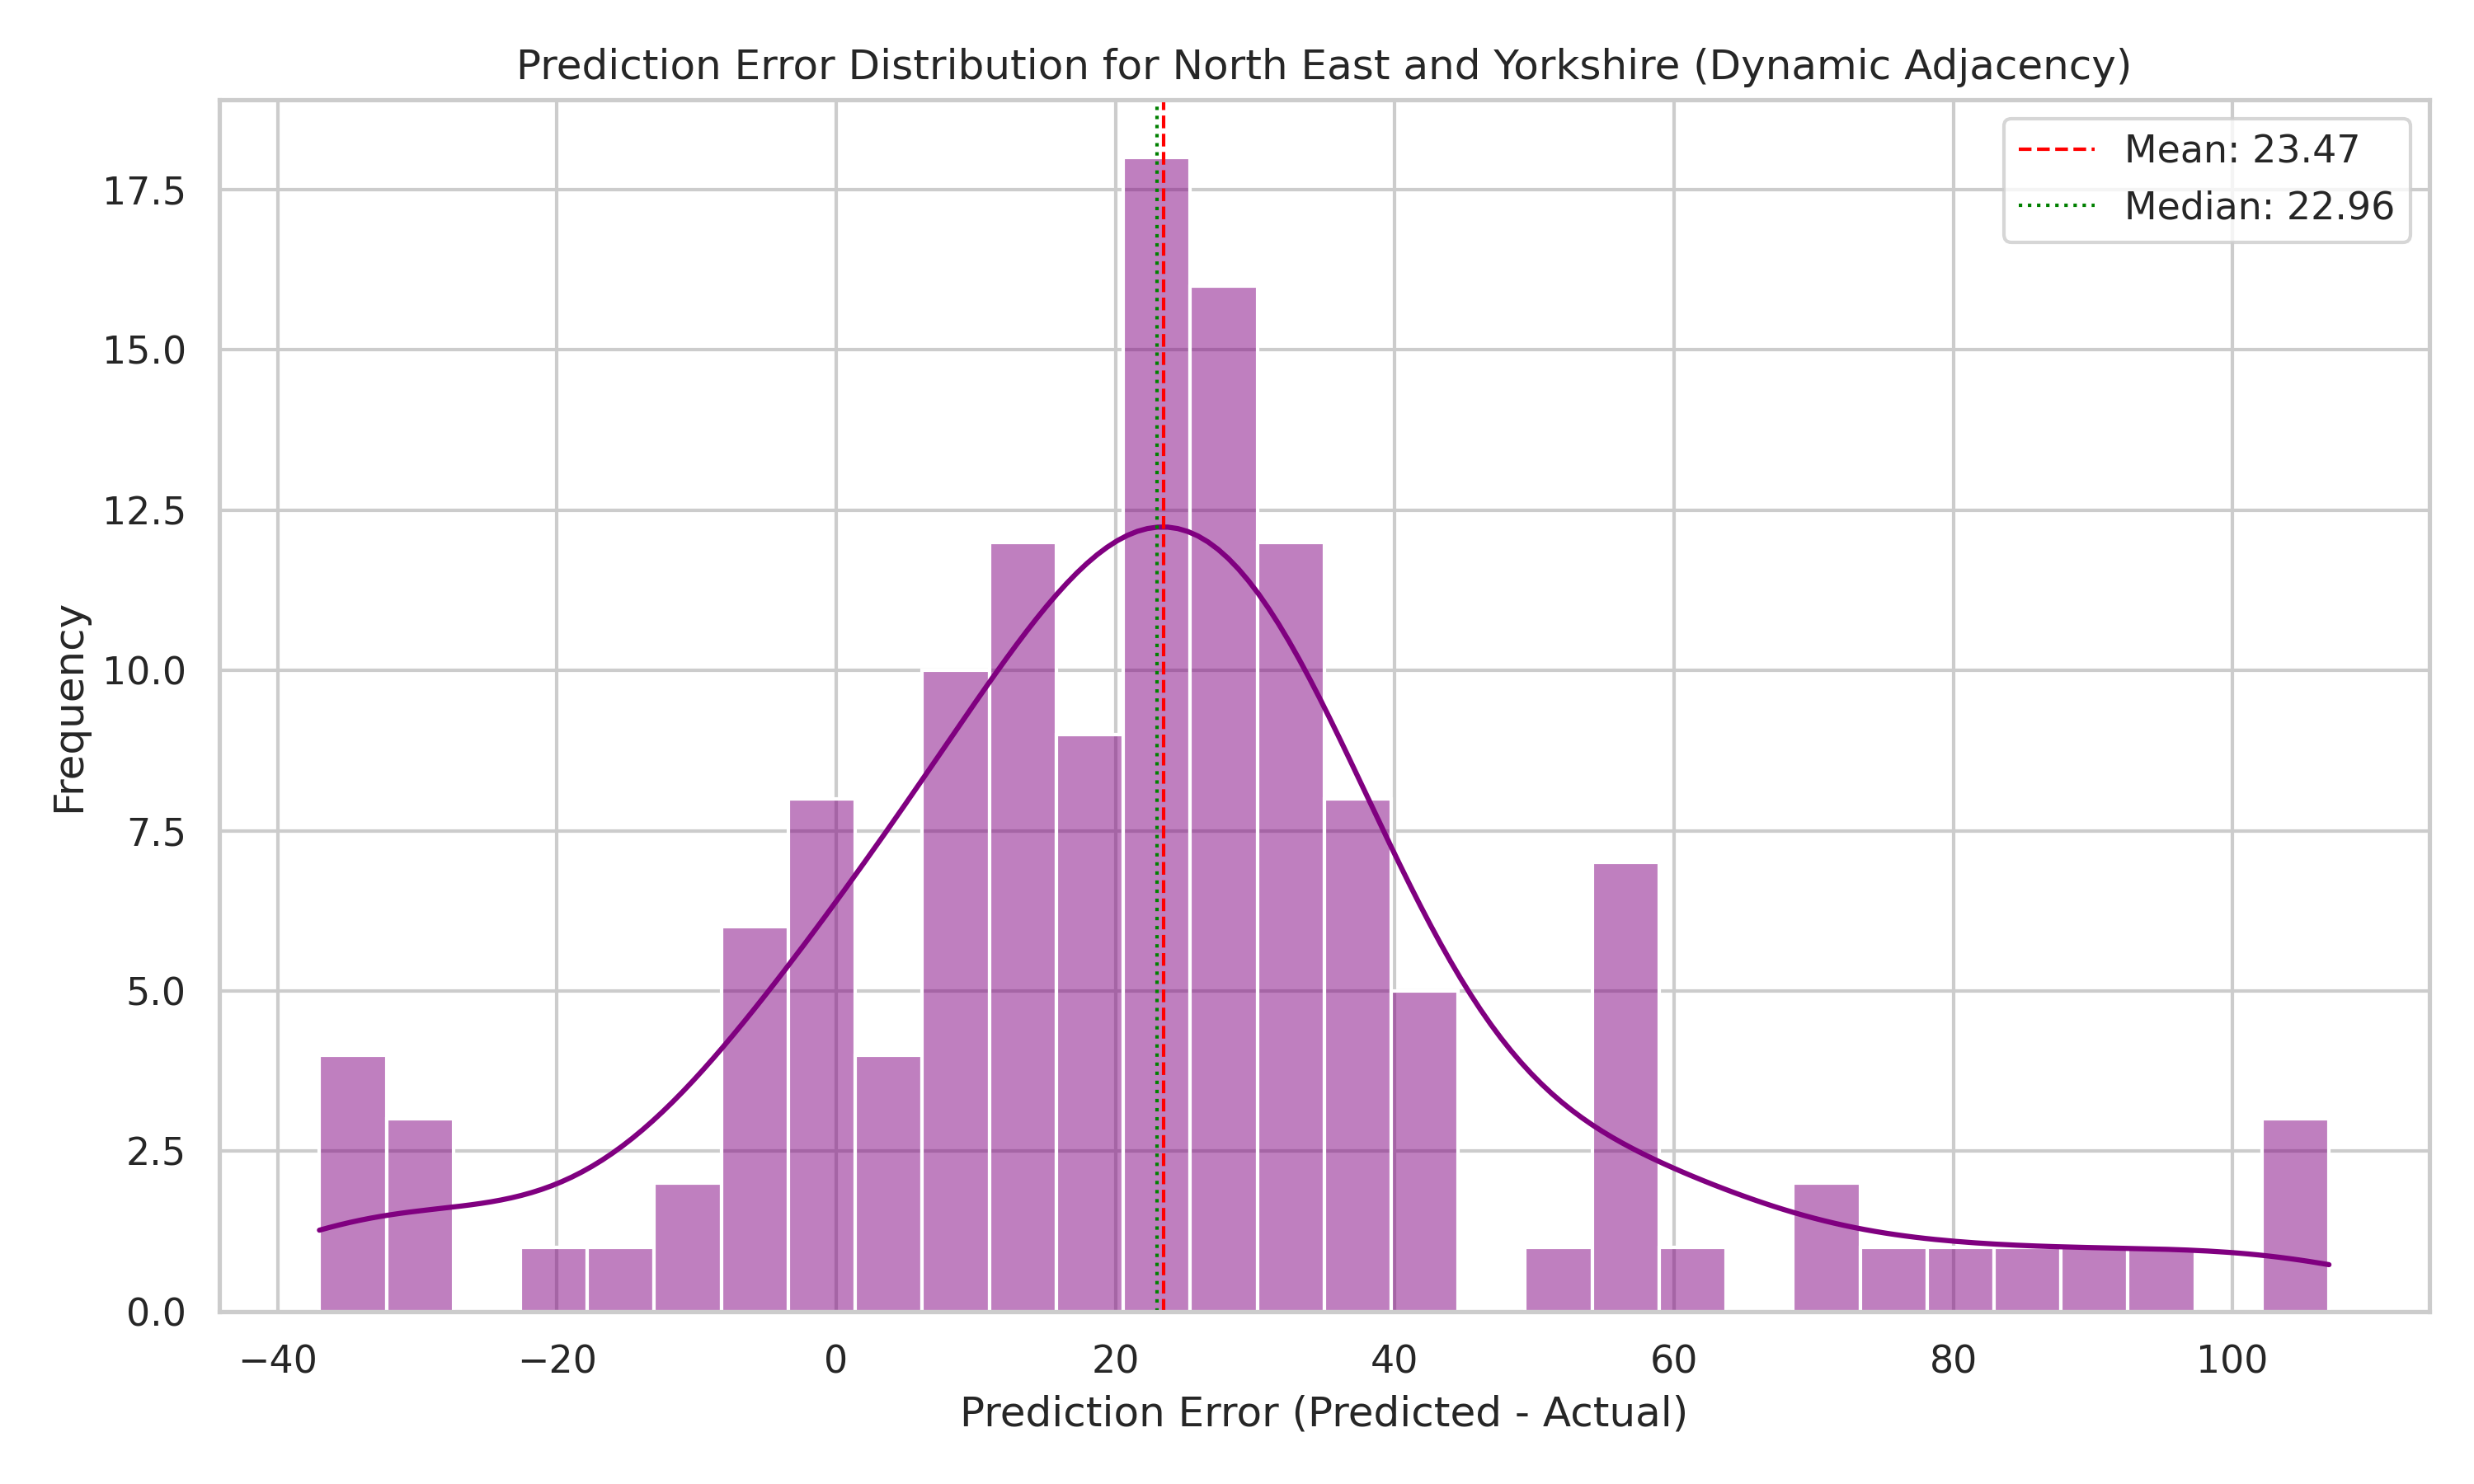 Prediction Error Distribution for North East and Yorkshire (Dynamic Adjacency)
Mean: 23.47
Median: 22.96
Frequency
17.5
15.0
12.5
10.0
7.5
5.0
2.5
0.0
−40 −20 0 20 40 60 80 100
Prediction Error (Predicted - Actual)